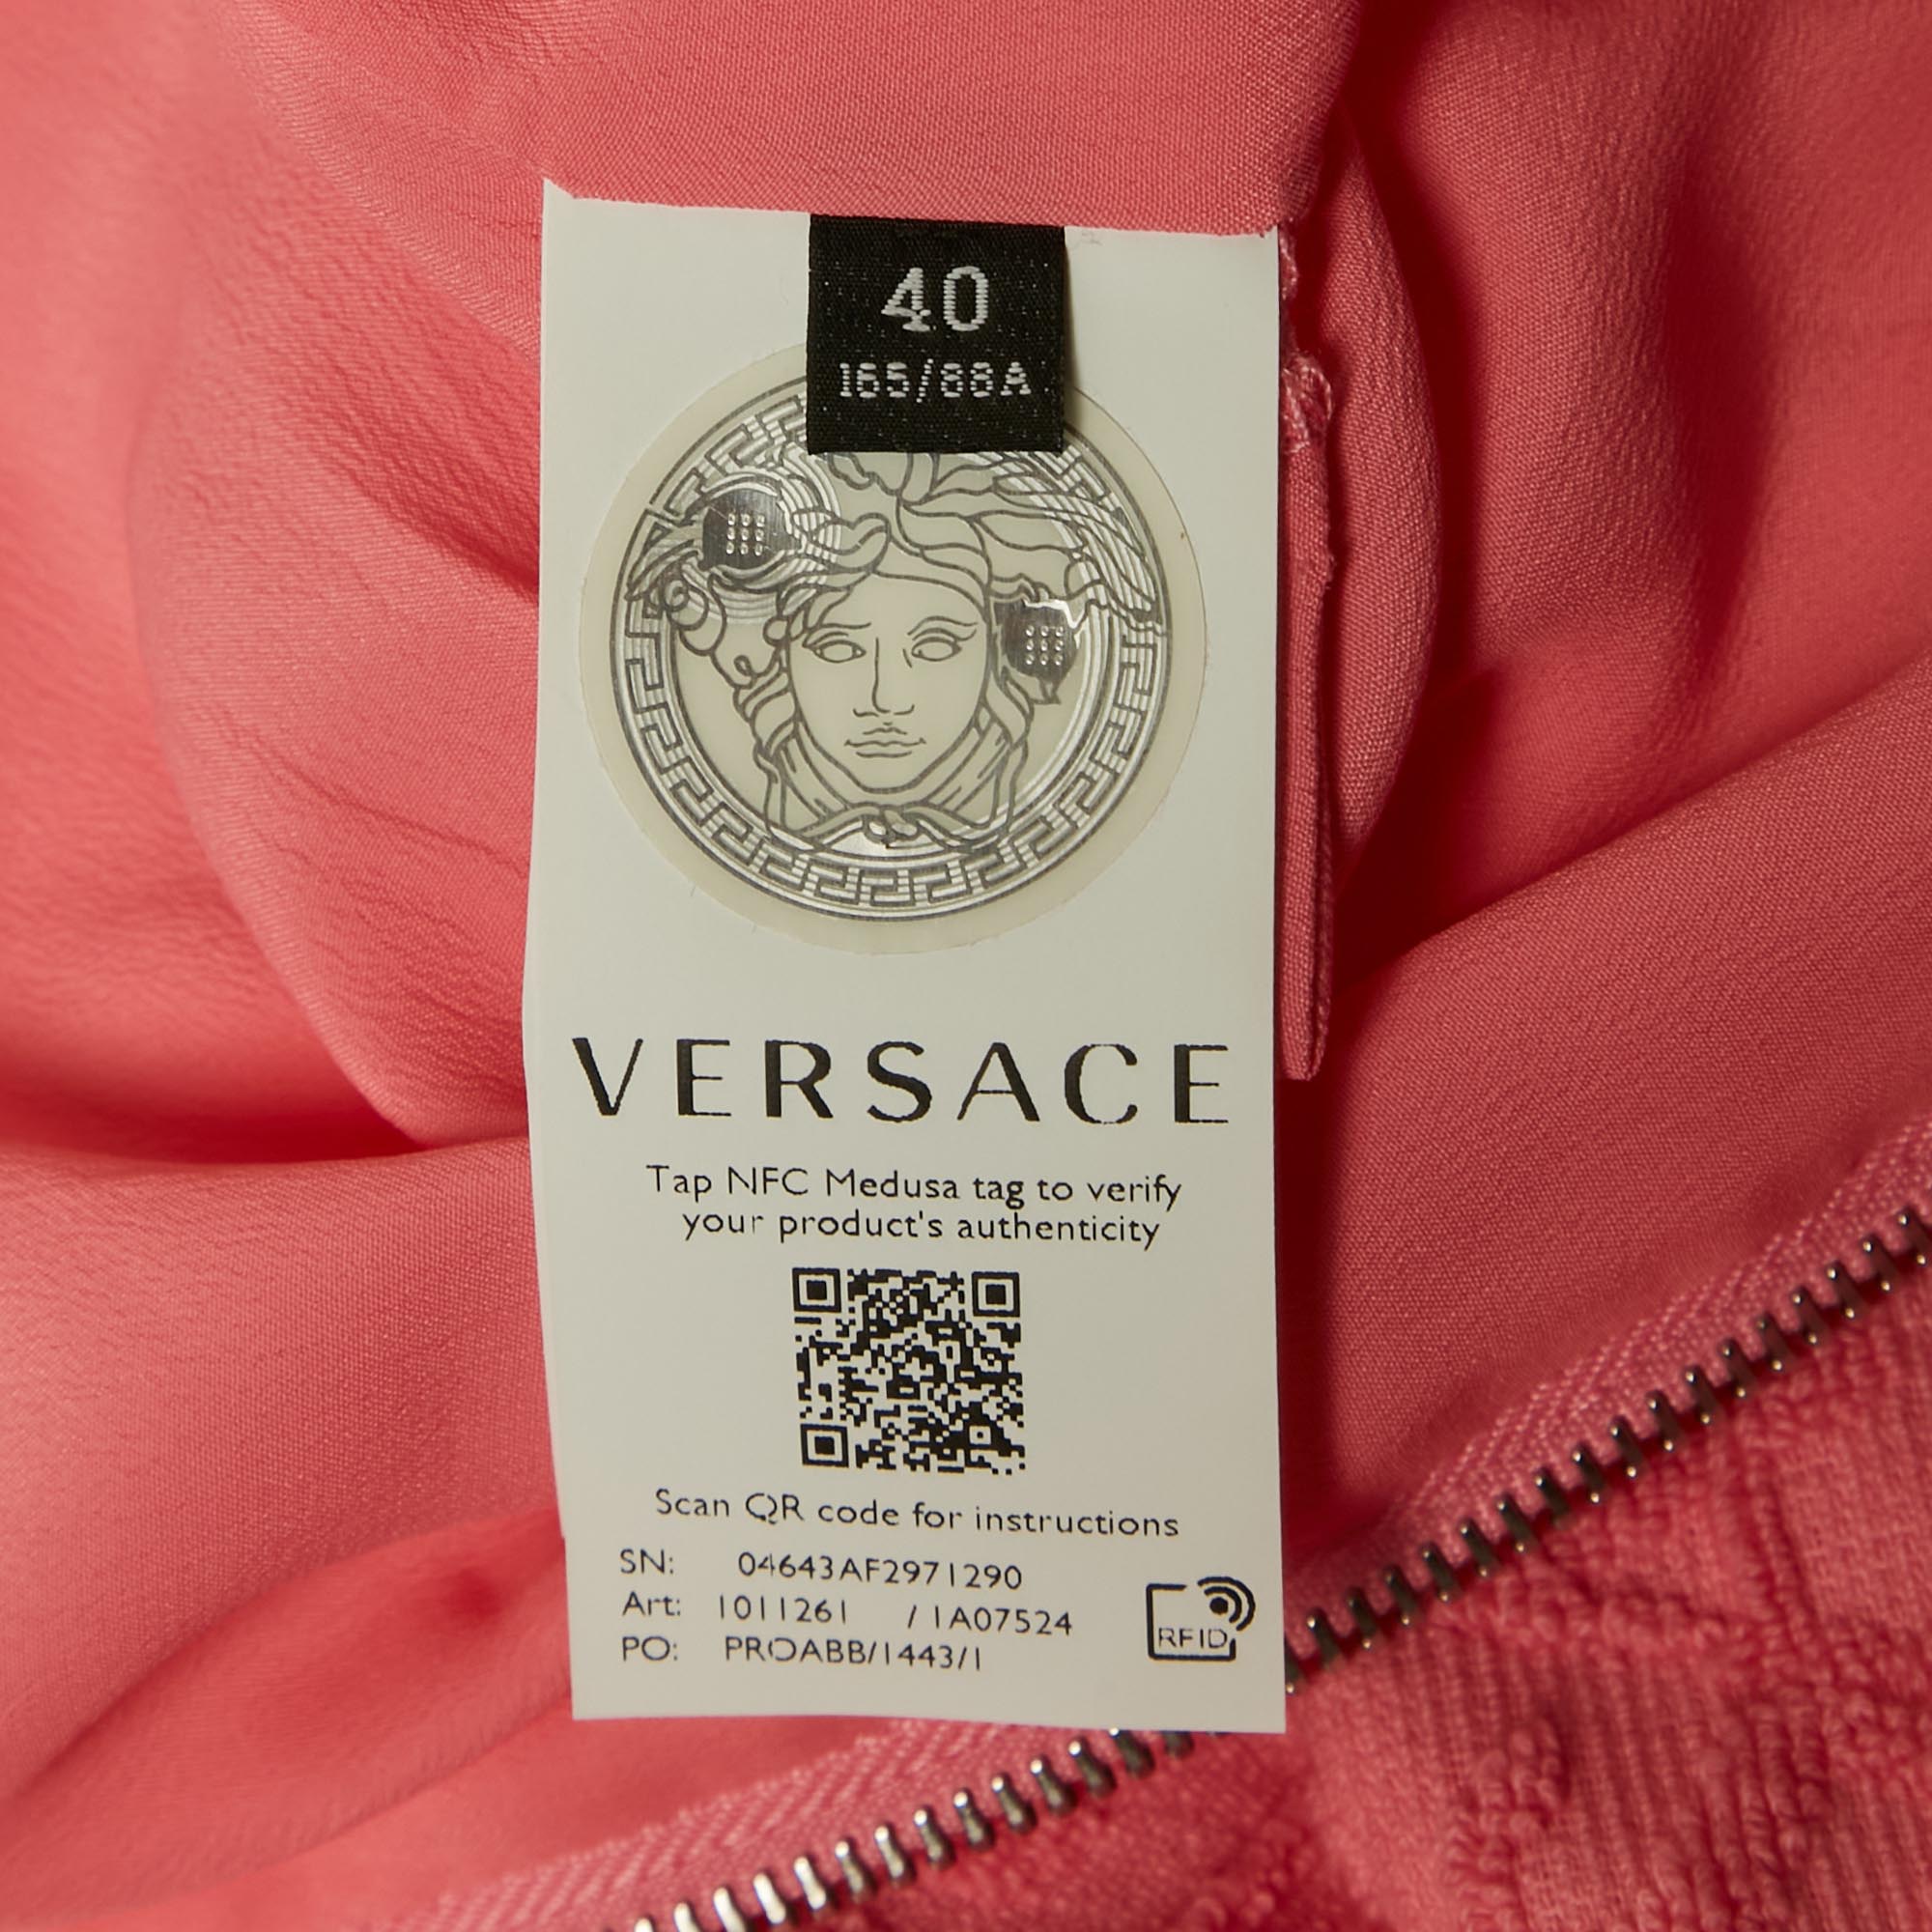 40
165/88A
VERSACE
Tap NFC Medusa tag to verify
your product's authenticity
Scan QR code for instructions
SN: 04643AF2971290
Art: 1011261 / 1A07524
PO: PROABB/1443/1
RFID